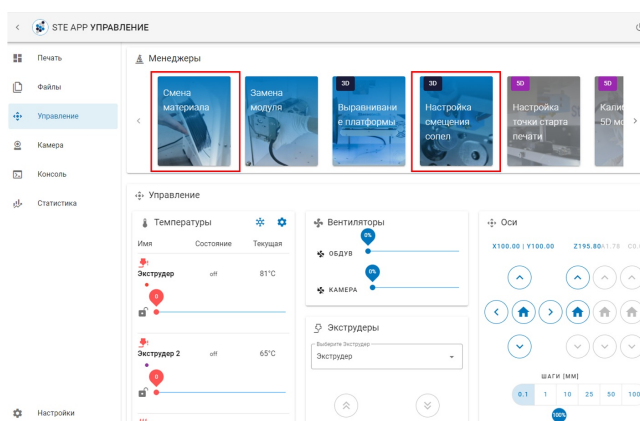 STE APP УПРАВЛЕНИЕ
Печать
Файлы
Управление
Камера
Консоль
Статистика
Настройки
Менеджеры
Смена
материала
Замена
модуля
3D
Выравнивани
е платформы
3D
Настройка
смещения
сопел
5D
Настройка
точки старта
печати
5D
Управление
Температуры
Имя
Состояние
Текущая
Экструдер
off
81°C
0
Экструдер 2
off
65°C
0
Вентиляторы
0%
ОБДУВ
0%
КАМЕРА
Экструдеры
Выберите Экструдер
Экструдер
Оси
X100.00 | Y100.00
Z195.80
ШАГИ [ММ]
0.1 1 10 25 50 100
100%